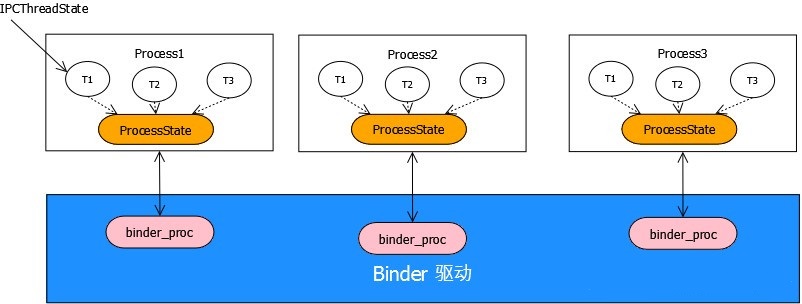 IPCThreadState
Process1
T1
T2
T3
ProcessState
Process2
T1
T2
T3
ProcessState
Process3
T1
T2
T3
ProcessState
binder_proc
binder_proc
binder_proc
Binder 驱动